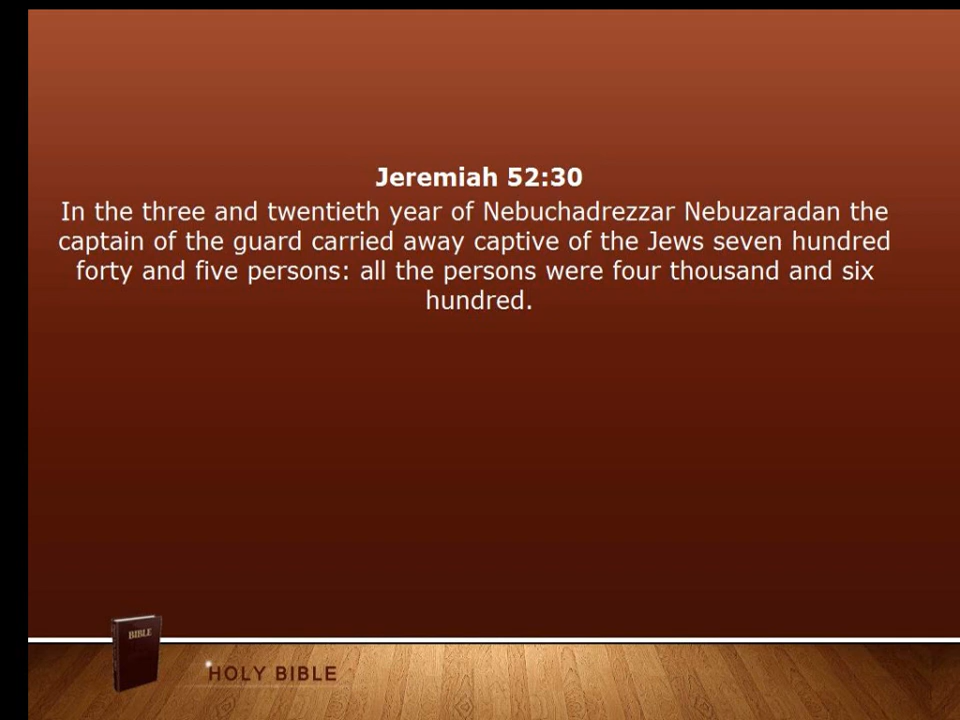 Jeremiah 52:30
In the three and twentieth year of Nebuchadrezzar Nebuzaradan the
captain of the guard carried away captive of the Jews seven hundred
forty and five persons: all the persons were four thousand and six
hundred.
BIBLE
HOLY BIBLE